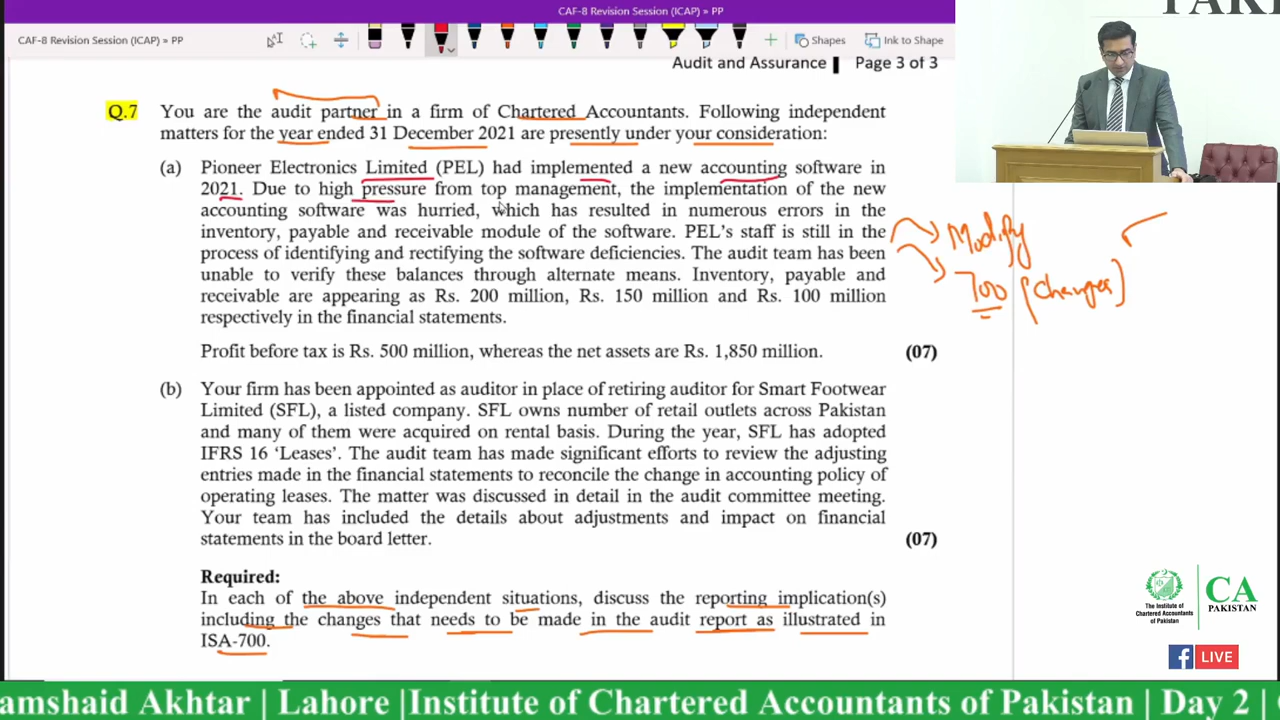 CAF-8 Revision Session (ICAP) » PP
CAF-8 Revision Session (ICAP) » PP
Shapes
Ink to Shape
Audit and Assurance Page 3 of 3
Q.7 You are the audit partner in a firm of Chartered Accountants. Following independent
matters for the year ended 31 December 2021 are presently under your consideration:
(a) Pioneer Electronics Limited (PEL) had implemented a new accounting software in
2021. Due to high pressure from top management, the implementation of the new
accounting software was hurried, which has resulted in numerous errors in the
inventory, payable and receivable module of the software. PEL's staff is still in the
process of identifying and rectifying the software deficiencies. The audit team has been
unable to verify these balances through alternate means. Inventory, payable and
receivable are appearing as Rs. 200 million, Rs. 150 million and Rs. 100 million
respectively in the financial statements.
Profit before tax is Rs. 500 million, whereas the net assets are Rs. 1,850 million. (07)
Modify
700 (changes)
(b) Your firm has been appointed as auditor in place of retiring auditor for Smart Footwear
Limited (SFL), a listed company. SFL owns number of retail outlets across Pakistan
and many of them were acquired on rental basis. During the year, SFL has adopted
IFRS 16 'Leases'. The audit team has made significant efforts to review the adjusting
entries made in the financial statements to reconcile the change in accounting policy of
operating leases. The matter was discussed in detail in the audit committee meeting.
Your team has included the details about adjustments and impact on financial
statements in the board letter. (07)
Required:
In each of the above independent situations, discuss the reporting implication(s)
including the changes that needs to be made in the audit report as illustrated in
ISA-700.
The Institute of
Chartered Accountants
of Pakistan
CA
PAKISTAN
LIVE
amshaid Akhtar | Lahore |Institute of Chartered Accountants of Pakistan | Day 2 |